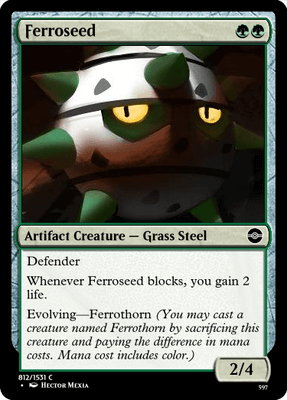 Ferroseed
Artifact Creature — Grass Steel
Defender
Whenever Ferroseed blocks, you gain 2
life.
Evolving—Ferrothorn (You may cast a
creature named Ferrothorn by sacrificing this
creature and paying the difference in mana
costs. Mana cost includes color.)
2/4
812/1531 C
• Hector Mexia
597